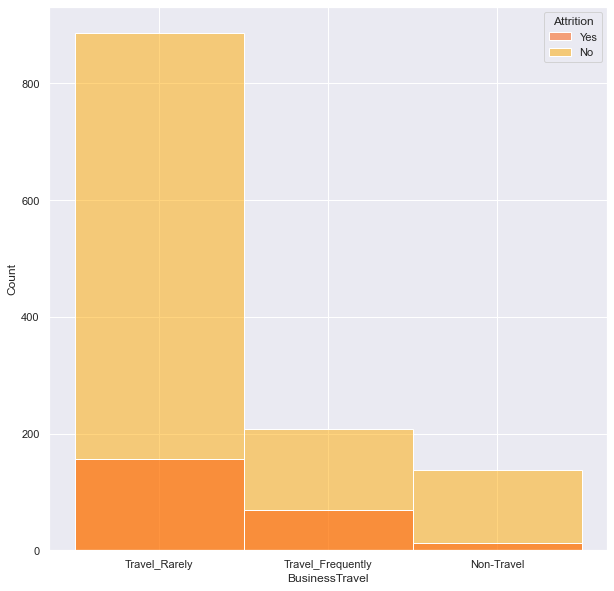 Attrition
Yes
No
800
600
400
200
0
Count
Travel_Rarely
Travel_Frequently
Non-Travel
BusinessTravel